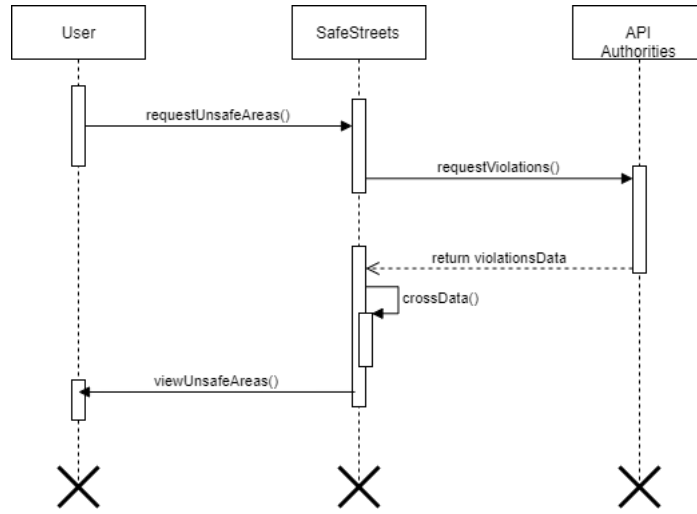 User
SafeStreets
API
Authorities
requestUnsafeAreas()
requestViolations()
return violationsData
crossData()
viewUnsafeAreas()